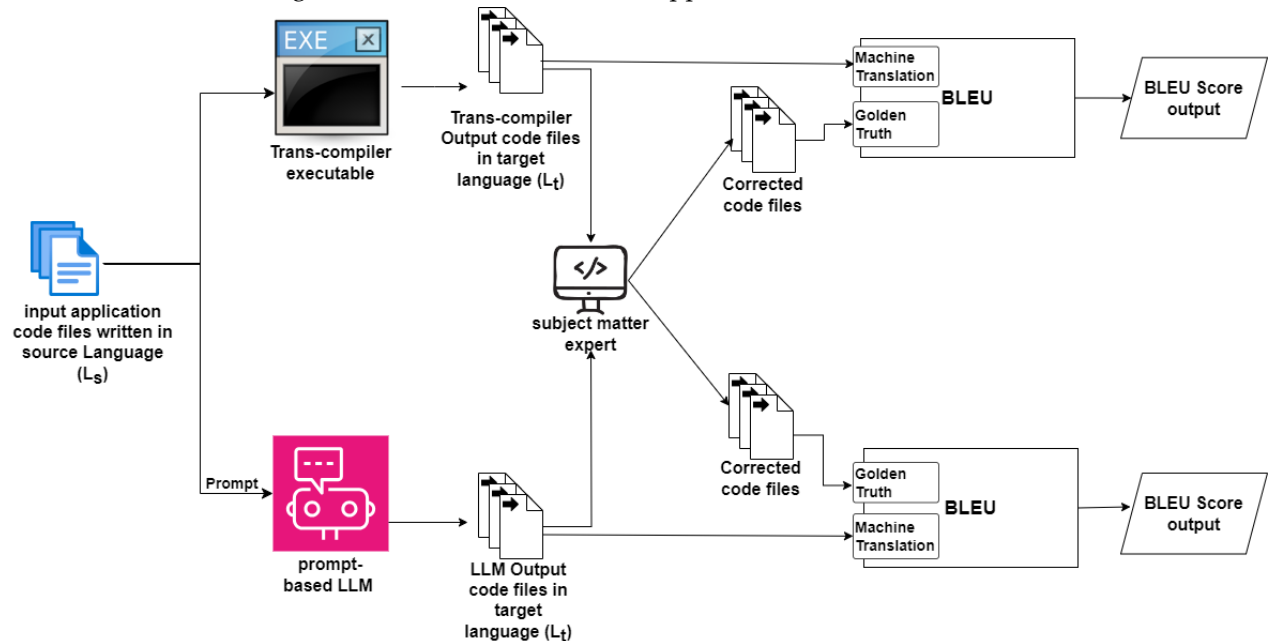 EXE
Trans-compiler
executable
Trans-compiler
Output code files
in target
language (Lt)
Machine
Translation
BLEU
Golden
Truth
BLEU Score
output
Corrected
code files
input application
code files written in
source Language
(Ls)
</>
subject matter
expert
Prompt
prompt-
based LLM
LLM Output
code files in
target
language (Lt)
Corrected
code files
Golden
Truth
BLEU
Machine
Translation
BLEU Score
output